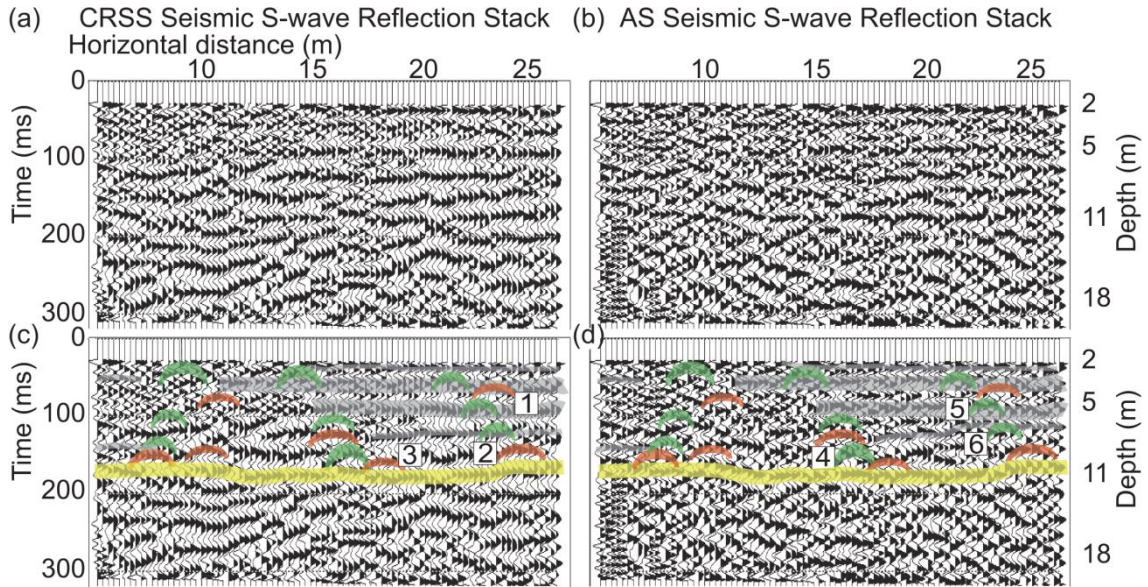 (a) CRSS Seismic S-wave Reflection Stack
(b) AS Seismic S-wave Reflection Stack
Horizontal distance (m)
10 15 20 25
10 15 20 25
0
100
200
300
Time (ms)
2
5
11
18
Depth (m)
(c)
(d)
0
100
200
300
Time (ms)
1
2
3
4
5
6
2
5
11
18
Depth (m)